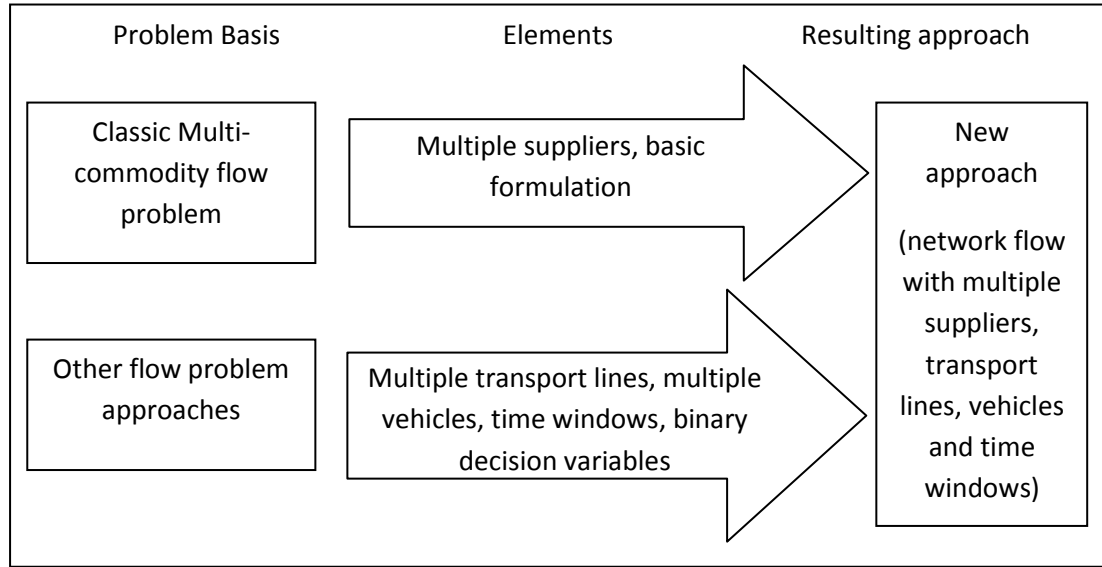 Problem Basis
Elements
Resulting approach
Classic Multi-
commodity flow
problem
Multiple suppliers, basic
formulation
New
approach
(network flow
with multiple
suppliers,
transport
lines, vehicles
and time
windows)
Other flow problem
approaches
Multiple transport lines, multiple
vehicles, time windows, binary
decision variables